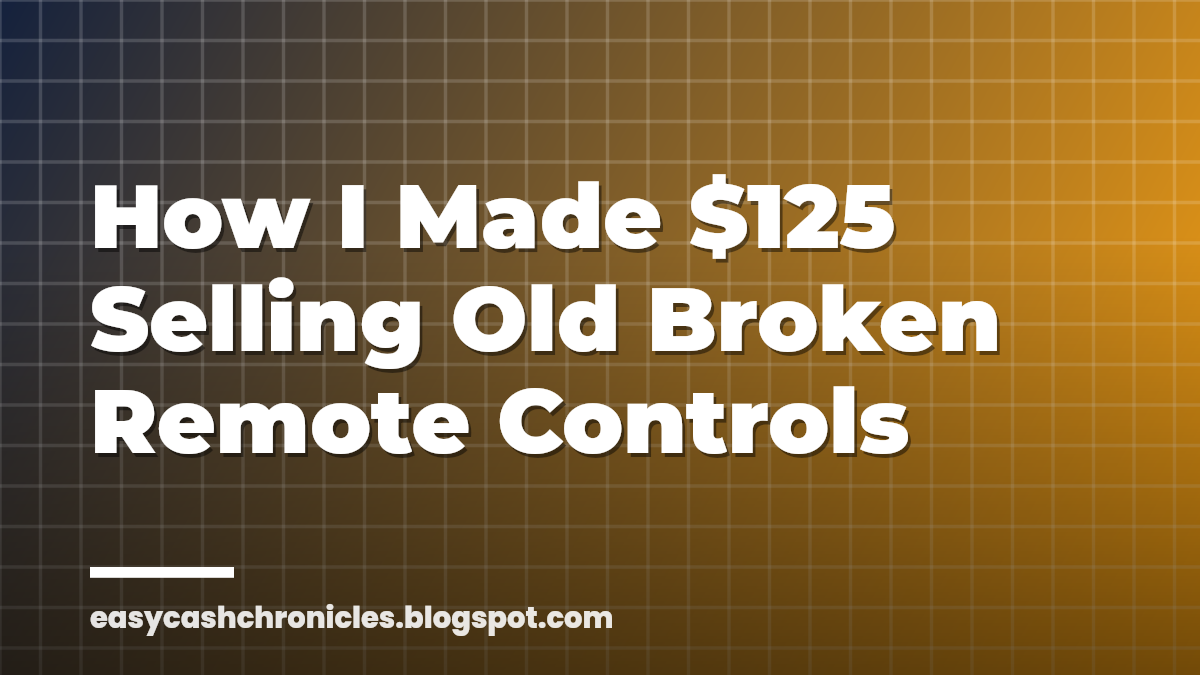 How I Made $125
Selling Old Broken
Remote Controls
easycashchronicles.blogspot.com